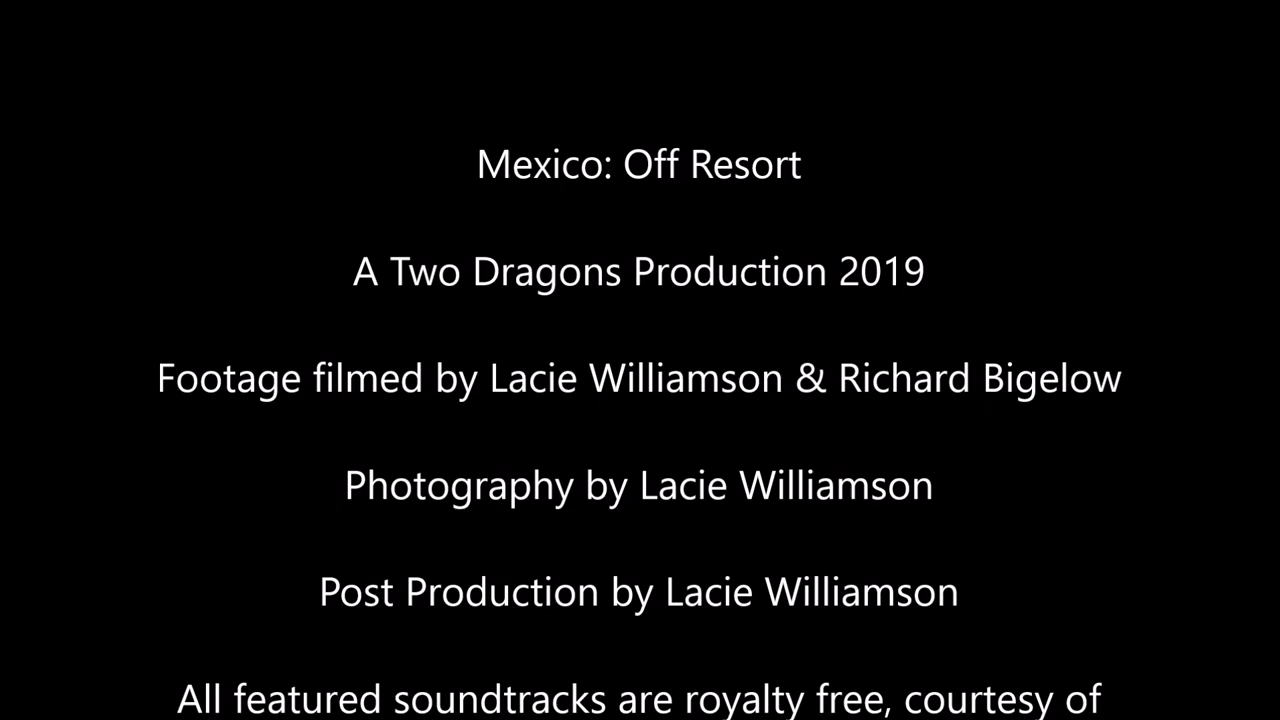 Mexico: Off Resort
A Two Dragons Production 2019
Footage filmed by Lacie Williamson & Richard Bigelow
Photography by Lacie Williamson
Post Production by Lacie Williamson
All featured soundtracks are royalty free, courtesy of